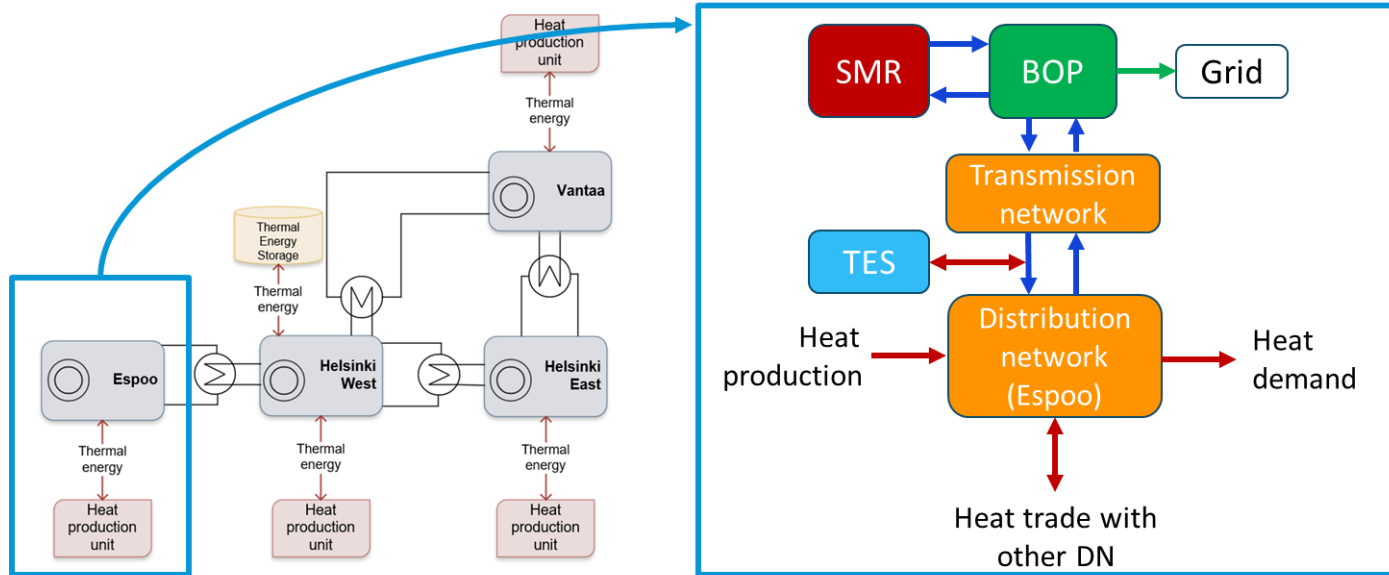 Heat
production
unit
Thermal
energy
Vantaa
Thermal
Energy
Storage
Thermal
energy
Espoo
Helsinki
West
Helsinki
East
Thermal
energy
Thermal
energy
Thermal
energy
Heat
production
unit
Heat
production
unit
Heat
production
unit
SMR
BOP
Grid
Transmission
network
TES
Heat
production
Distribution
network
(Espoo)
Heat
demand
Heat trade with
other DN